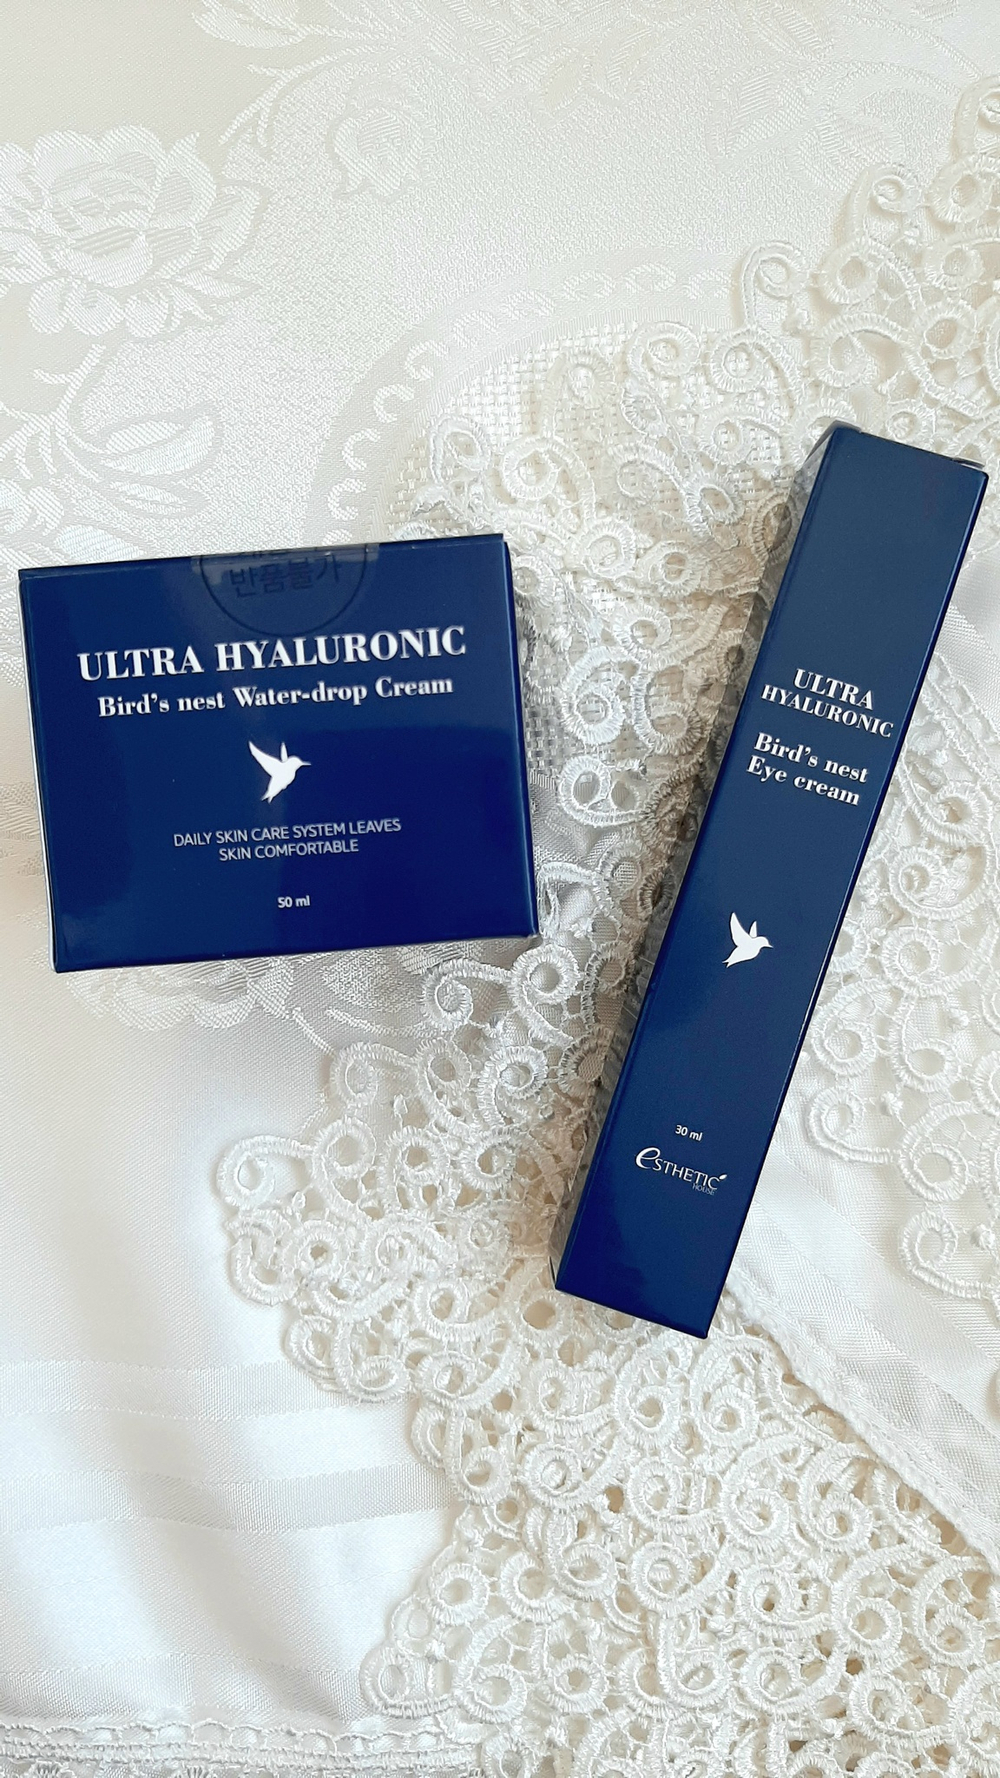 반품불가
ULTRA HYALURONIC
Bird's nest Water-drop Cream
DAILY SKIN CARE SYSTEM LEAVES
SKIN COMFORTABLE
50 ml
ULTRA
HYALURONIC
Bird's nest
Eye cream
30 ml
eSTHETIC
HOUSE